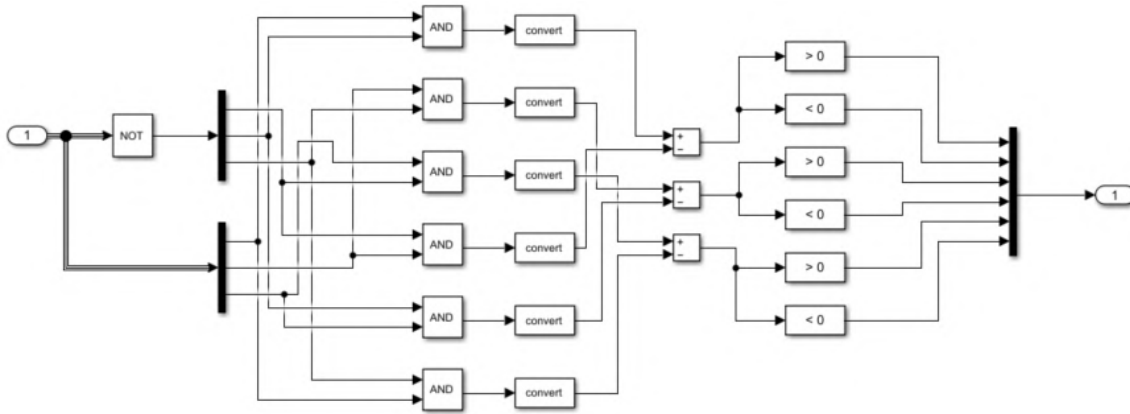 AND
convert
> 0
AND
convert
< 0
1
NOT
+
−
AND
convert
> 0
+
−
1
AND
convert
< 0
+
−
> 0
AND
convert
< 0
AND
convert